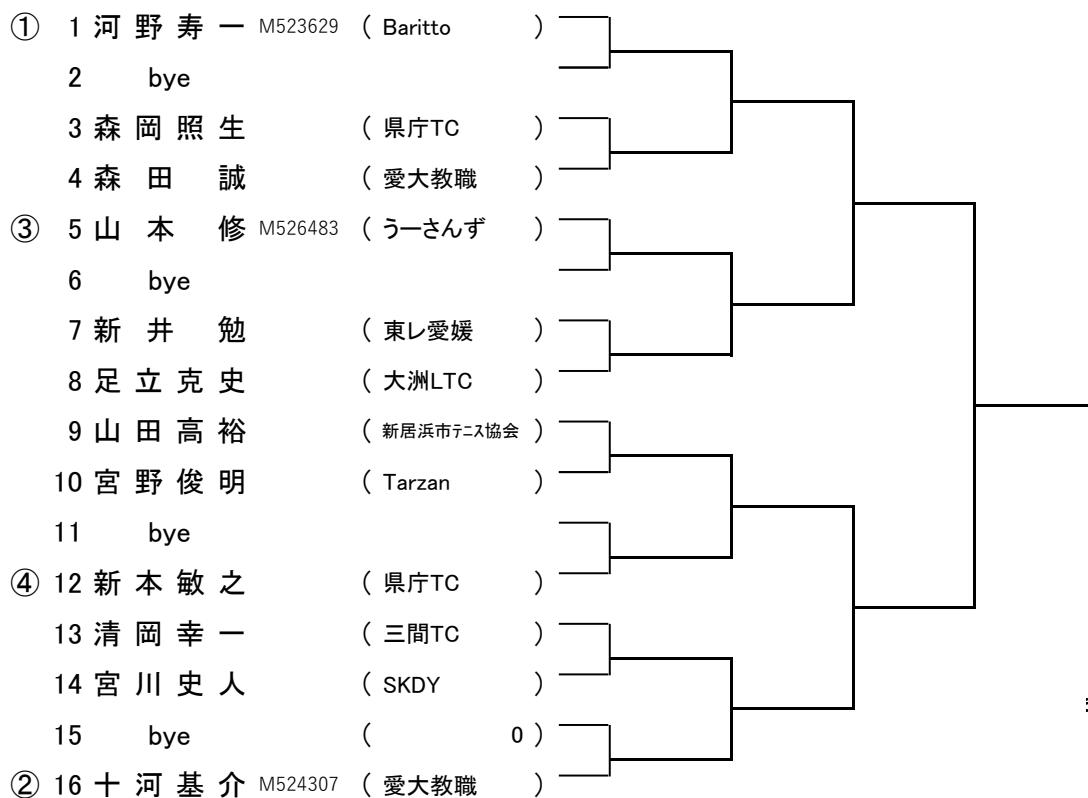 ① 1 河 野 寿 一 M523629 ( Baritto )
2 bye
3 森 岡 照 生 ( 県庁TC )
4 森 田 誠 ( 愛大教職 )
③ 5 山 本 修 M526483 ( うーさんず )
6 bye
7 新 井 勉 ( 東レ愛媛 )
8 足 立 克 史 ( 大洲LTC )
9 山 田 高 裕 ( 新居浜市テニス協会 )
10 宮 野 俊 明 ( Tarzan )
11 bye
④ 12 新 本 敏 之 ( 県庁TC )
13 清 岡 幸 一 ( 三間TC )
14 宮 川 史 人 ( SKDY )
15 bye ( 0 )
② 16 十 河 基 介 M524307 ( 愛大教職 )